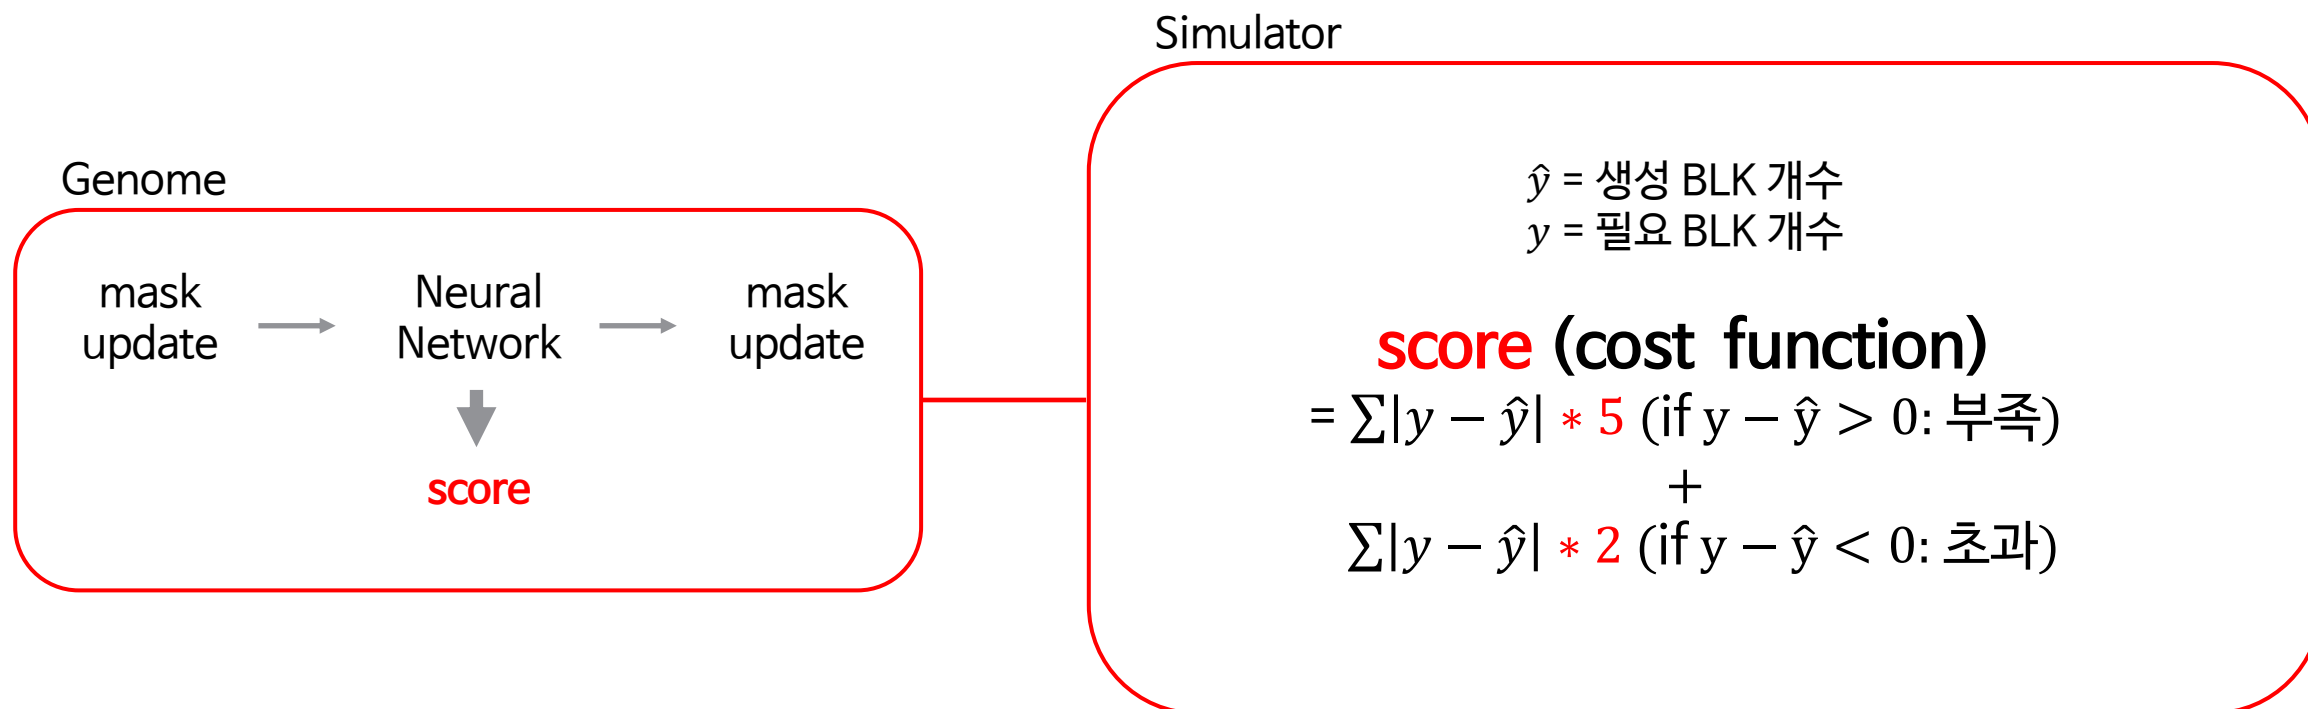 Simulator
Genome
mask
update
Neural
Network
mask
update
score
ŷ = 생성 BLK 개수
y = 필요 BLK 개수
score (cost function)
= ∑|y − ŷ| * 5 (if y − ŷ > 0: 부족)
+
∑|y − ŷ| * 2 (if y − ŷ < 0: 초과)